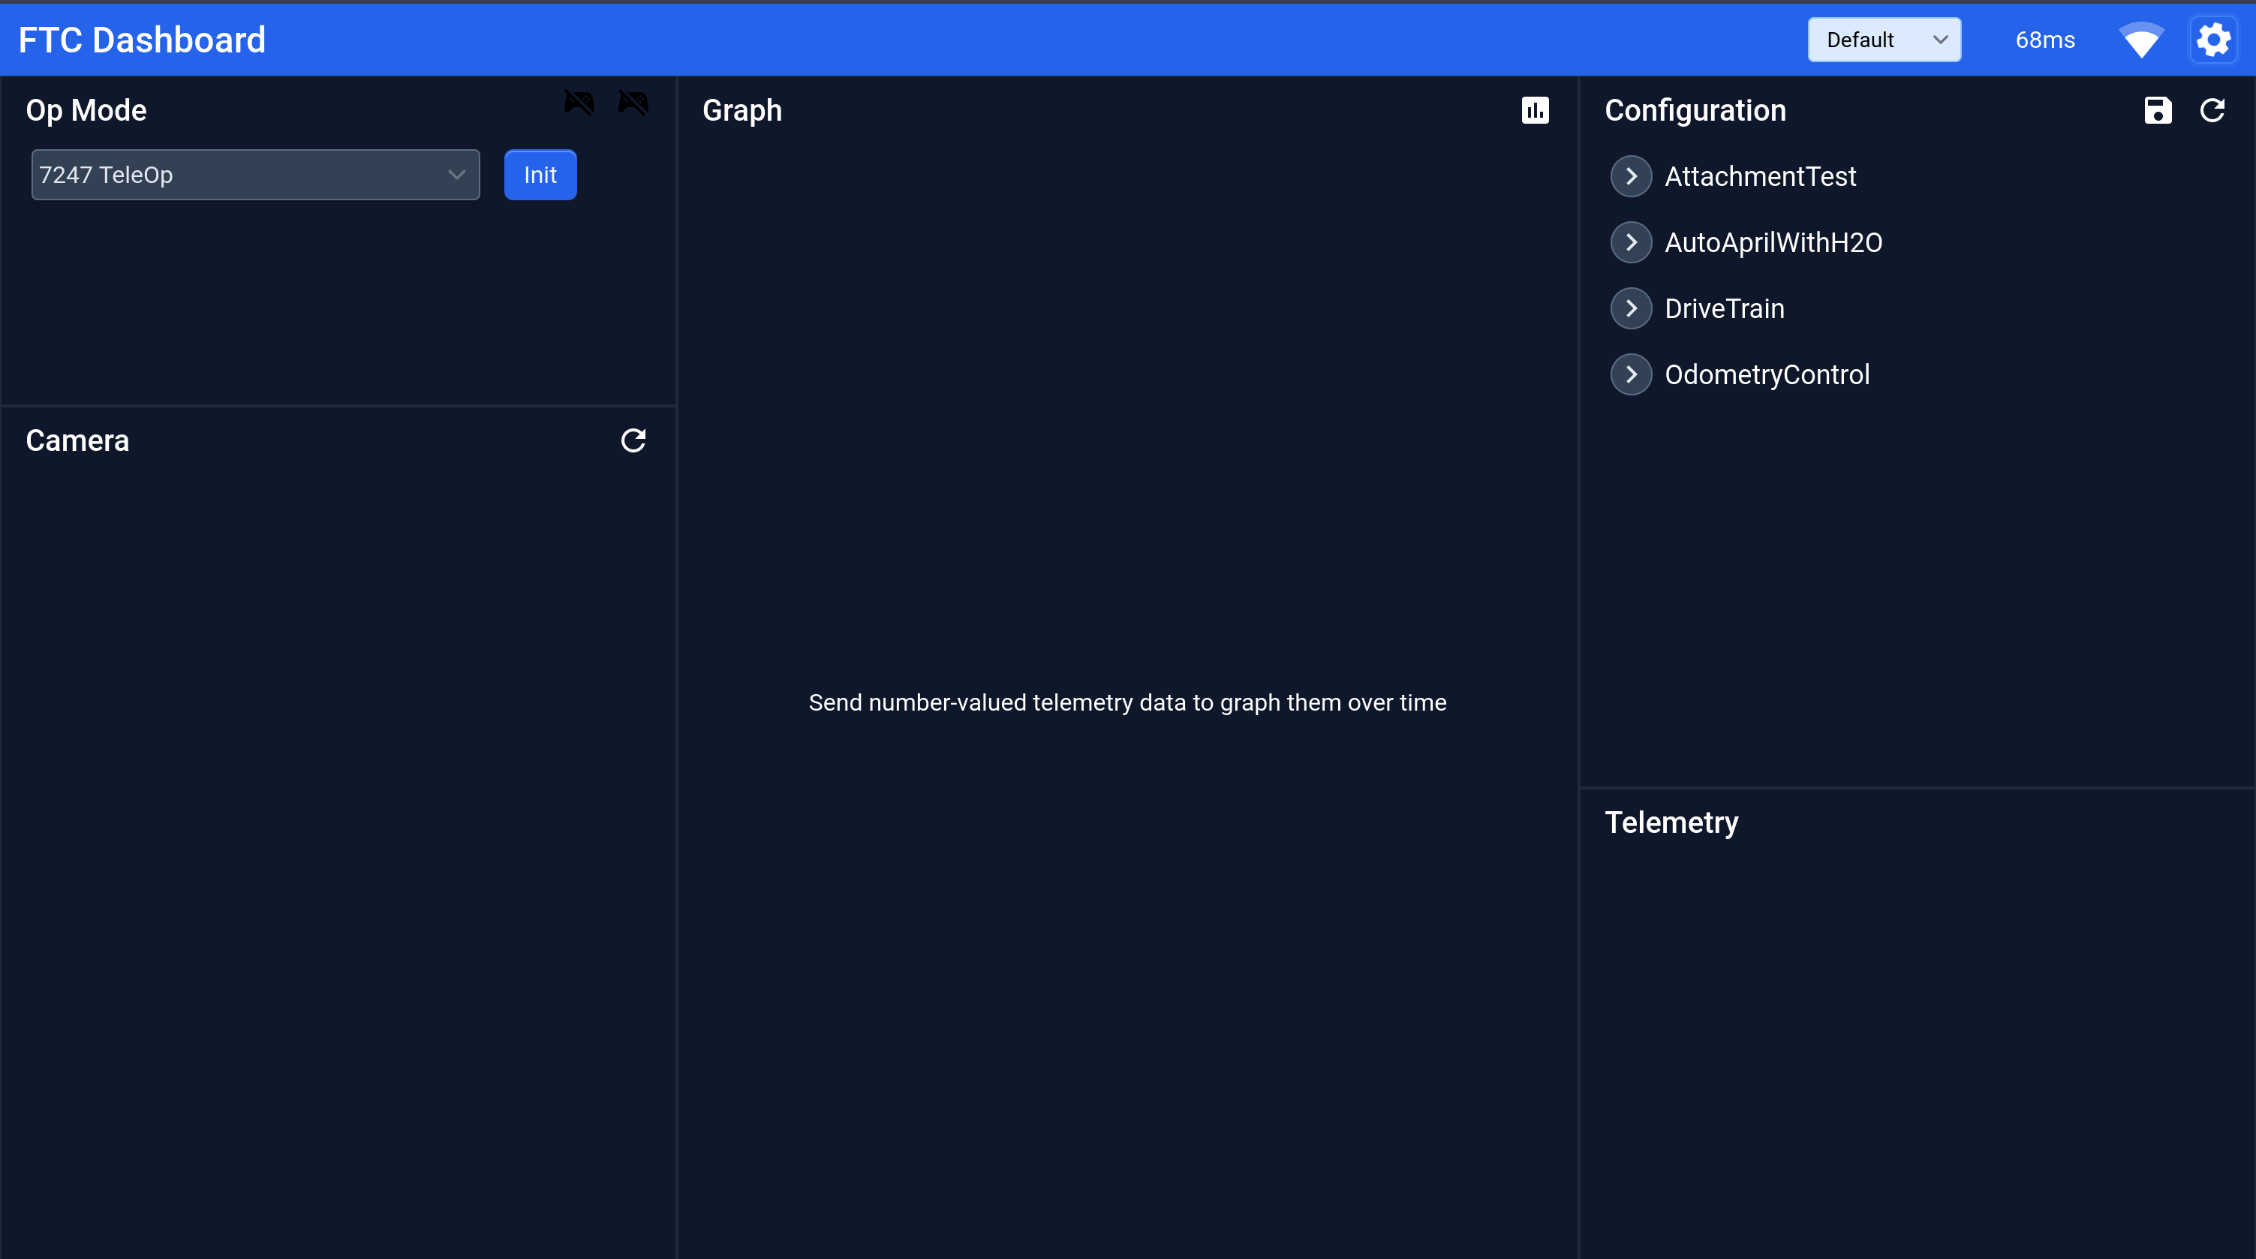 FTC Dashboard
Default
68ms
Op Mode
7247 TeleOp
Init
Camera
Graph
Send number-valued telemetry data to graph them over time
Configuration
AttachmentTest
AutoAprilWithH2O
DriveTrain
OdometryControl
Telemetry